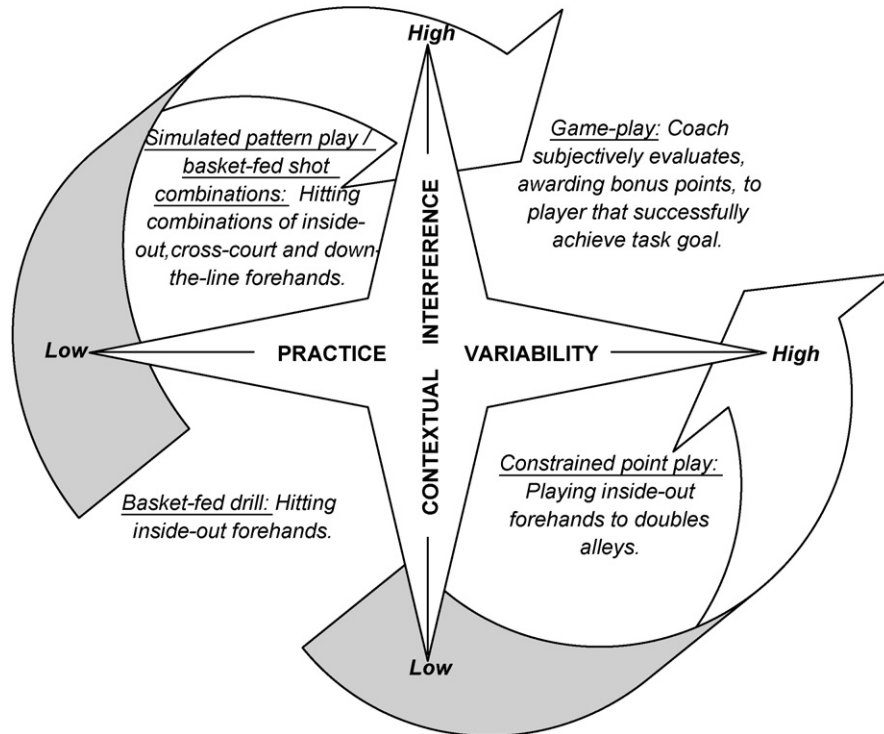 High
Simulated pattern play /
basket-fed shot
combinations: Hitting
combinations of inside-
out,cross-court and down-
the-line forehands.
Game-play: Coach
subjectively evaluates,
awarding bonus points, to
player that successfully
achieve task goal.
CONTEXTUAL INTERFERENCE
Low
PRACTICE VARIABILITY
High
Basket-fed drill: Hitting
inside-out forehands.
Constrained point play:
Playing inside-out
forehands to doubles
alleys.
Low